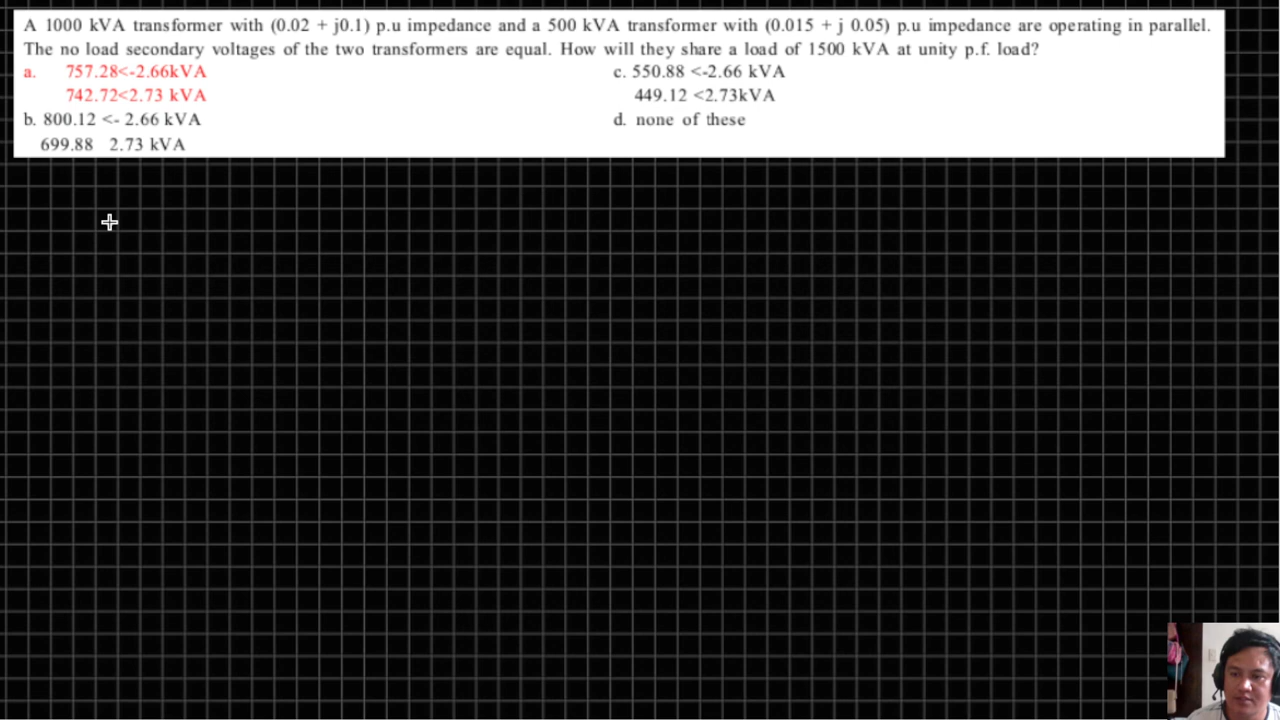 A 1000 kVA transformer with (0.02 + j0.1) p.u impedance and a 500 kVA transformer with (0.015 + j 0.05) p.u impedance are operating in parallel.
The no load secondary voltages of the two transformers are equal. How will they share a load of 1500 kVA at unity p.f. load?
a. 757.28<-2.66kVA
742.72<2.73 kVA
b. 800.12 <- 2.66 kVA
699.88 2.73 kVA
c. 550.88 <-2.66 kVA
449.12 <2.73kVA
d. none of these